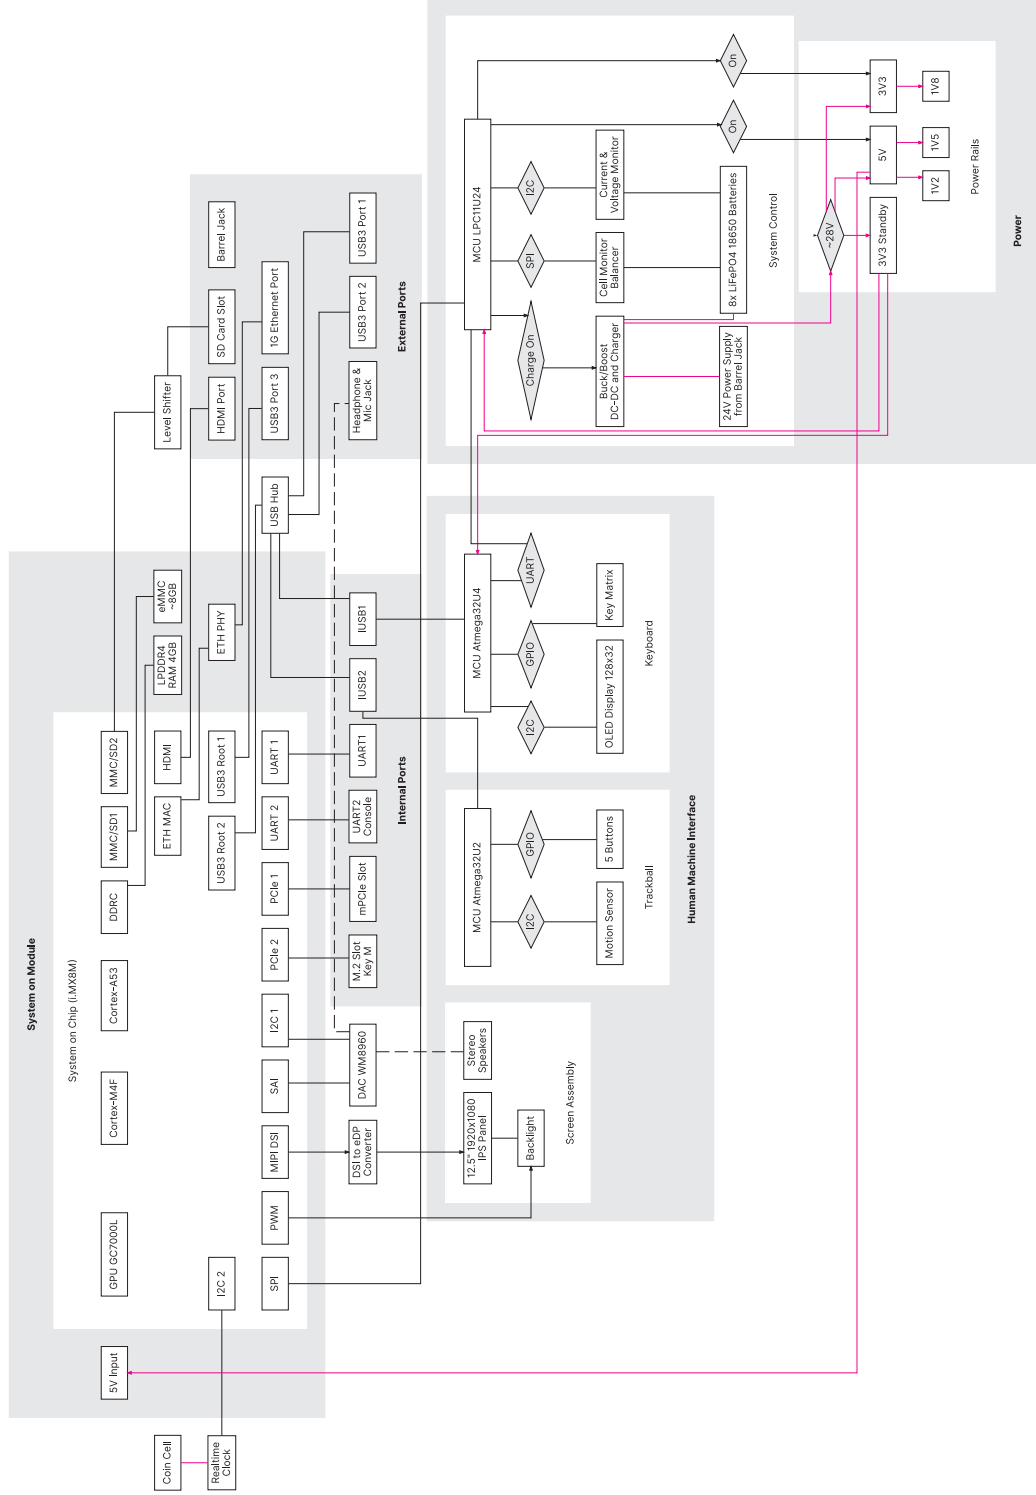 System on Module
System on Chip (i.MX8M)
5V Input
GPU GC7000L
Cortex-M4F
Cortex-A53
DDRC
MMC/SD1
MMC/SD2
Level Shifter
Coin Cell
ETH MAC
HDMI
LPDDR4
RAM 4GB
eMMC
~8GB
Realtime
Clock
I2C 2
USB3 Root 2
USB3 Root 1
ETH PHY
HDMI Port
SD Card Slot
Barrel Jack
SPI
PWM
MIPI DSI
SAI
I2C 1
PCIe 2
PCIe 1
UART 2
UART 1
USB Hub
USB3 Port 3
1G Ethernet Port
DSI to eDP
Converter
DAC WM8960
M.2 Slot
Key M
mPCIe Slot
UART2
Console
UART1
IUSB2
IUSB1
Headphone &
Mic Jack
USB3 Port 2
USB3 Port 1
Internal Ports
External Ports
12.5" 1920x1080
IPS Panel
Stereo
Speakers
Backlight
Screen Assembly
MCU Atmega32U2
I2C
GPIO
Motion Sensor
5 Buttons
Trackball
MCU Atmega32U4
I2C
GPIO
UART
OLED Display 128x32
Key Matrix
Keyboard
Human Machine Interface
MCU LPC11U24
Charge On
SPI
I2C
Buck/Boost
DC-DC and Charger
Cell Monitor
Balancer
Current &
Voltage Monitor
24V Power Supply
from Barrel Jack
8x LiFePO4 18650 Batteries
On
On
System Control
~28V
3V3 Standby
5V
3V3
1V2
1V5
1V8
Power Rails
Power